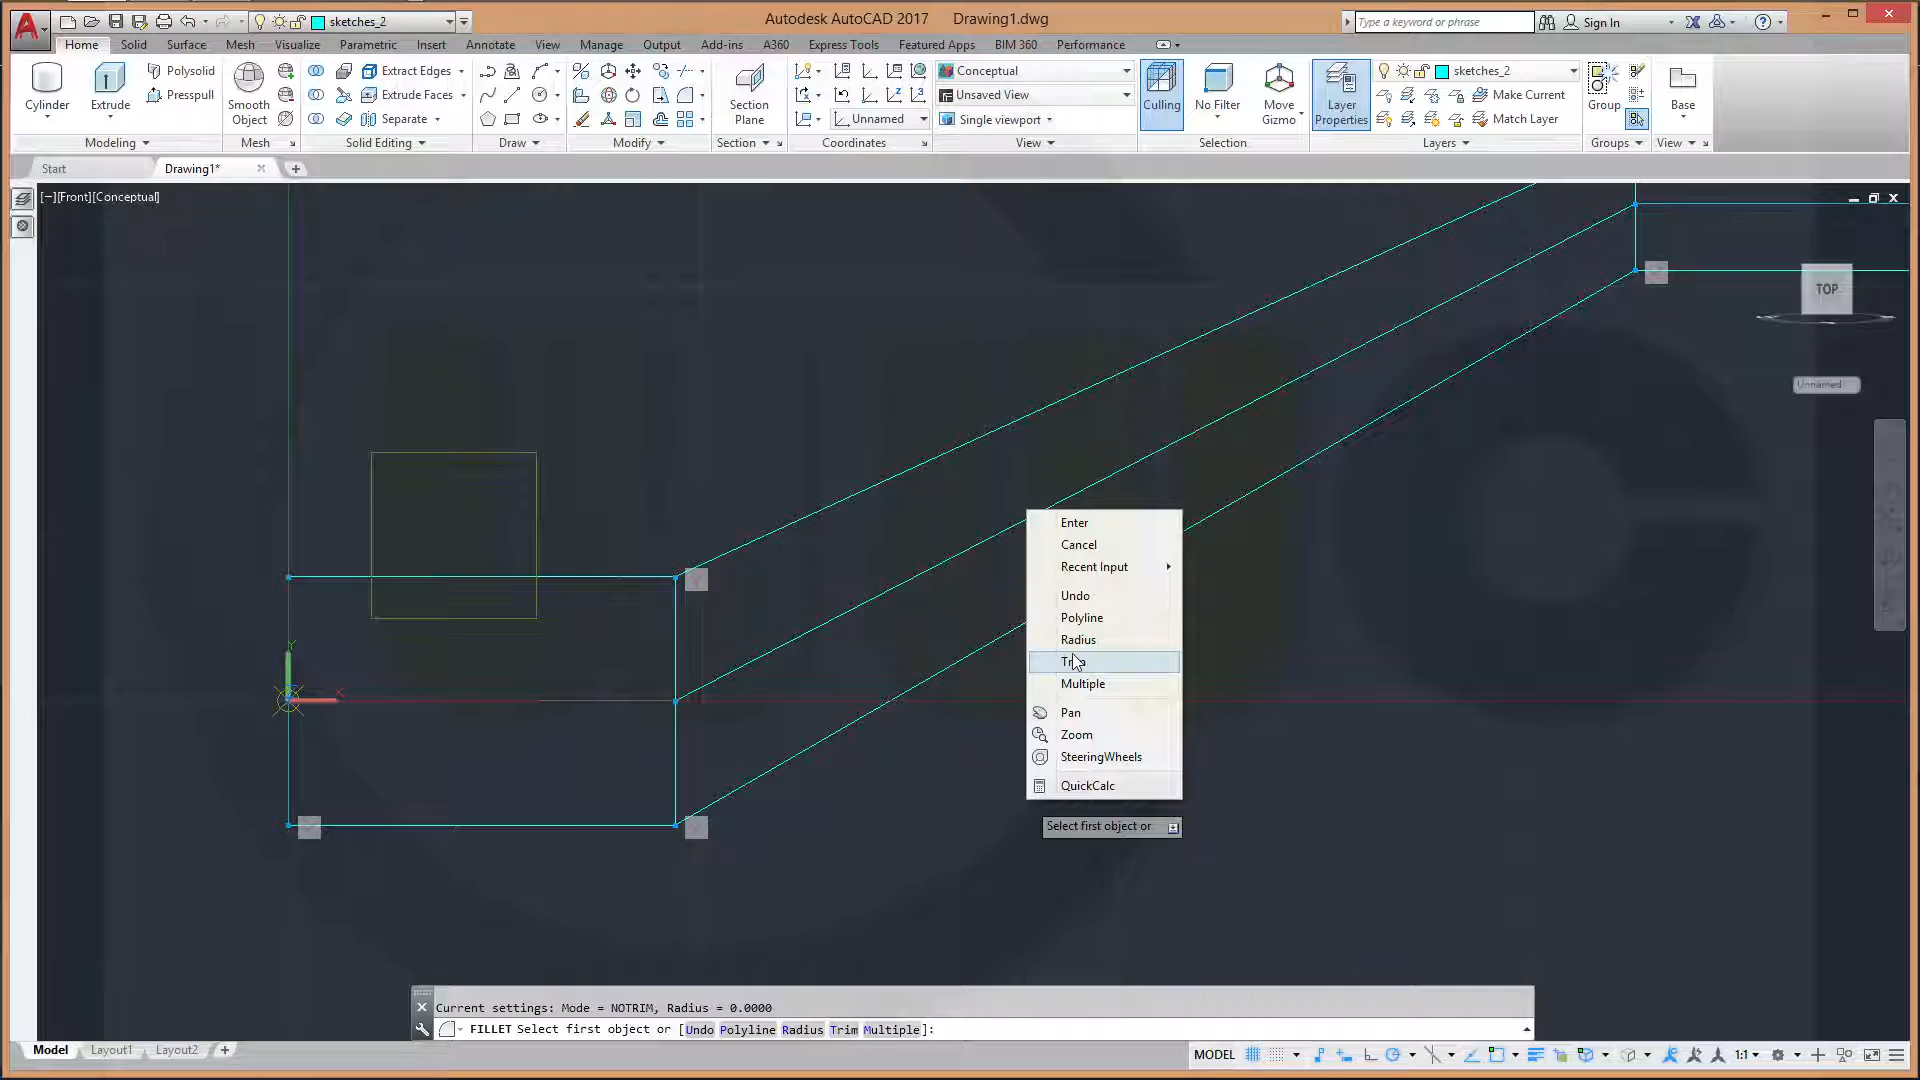 sketches_2
Autodesk AutoCAD 2017 Drawing1.dwg
Type a keyword or phrase
Sign In
Home Solid Surface Mesh Visualize Parametric Insert Annotate View Manage Output Add-ins A360 Express Tools Featured Apps BIM 360 Performance
Cylinder
Extrude
Polysolid
Presspull
Smooth
Object
Extract Edges
Extrude Faces
Separate
Section
Plane
Unnamed
Conceptual
Unsaved View
Single viewport
Culling
No Filter
Move
Gizmo
Layer
Properties
sketches_2
Make Current
Match Layer
Group
Base
Modeling Mesh Solid Editing Draw Modify Section Coordinates View Selection Layers Groups View
Start
Drawing1*
[−][Front][Conceptual]
TOP
Unnamed
Enter
Cancel
Recent Input
Undo
Polyline
Radius
Multiple
Pan
Zoom
SteeringWheels
QuickCalc
Select first object or
Y
X
Current settings: Mode = NOTRIM, Radius = 0.0000
FILLET Select first object or [Undo Polyline Radius Trim Multiple]:
Model Layout1 Layout2
MODEL
1:1